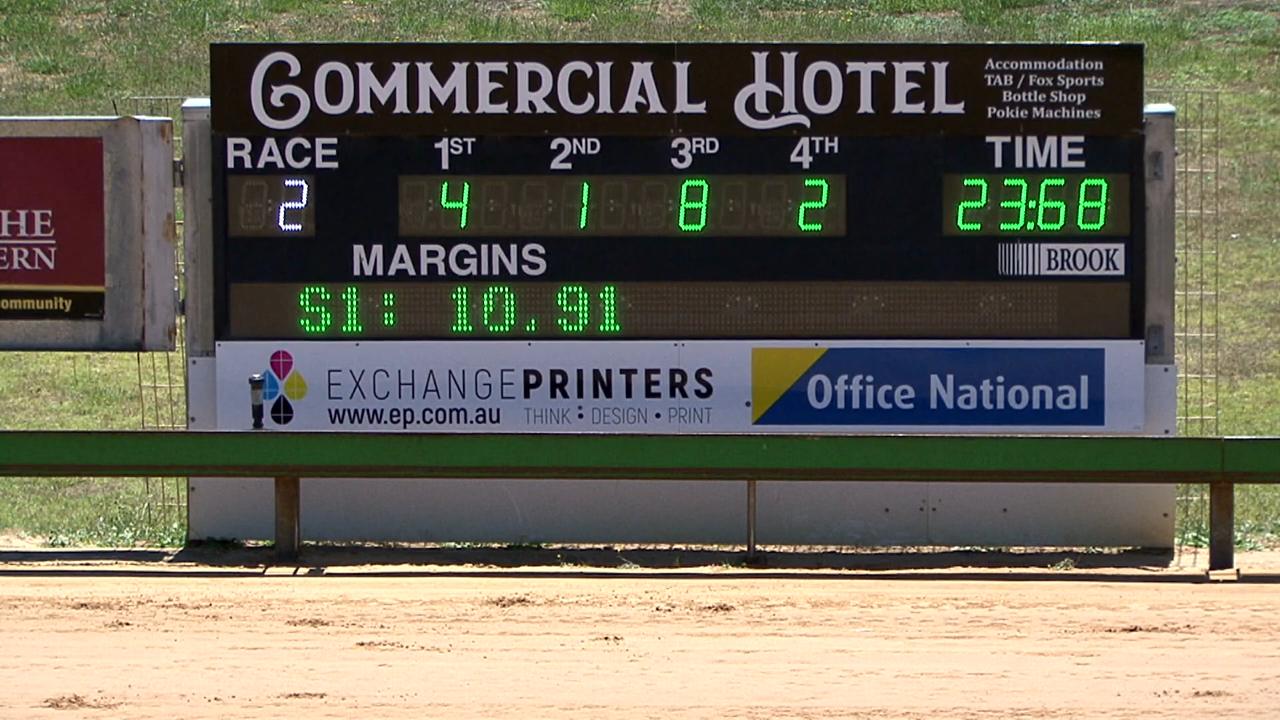 COMMERCIAL HOTEL
Accommodation
TAB / Fox Sports
Bottle Shop
Pokie Machines
RACE 1ST 2ND 3RD 4TH TIME
2 4 1 8 2 23:68
MARGINS
BROOK
S1: 10.91
EXCHANGEPRINTERS
www.ep.com.au THINK • DESIGN • PRINT
Office National
HE
ERN
ommunity